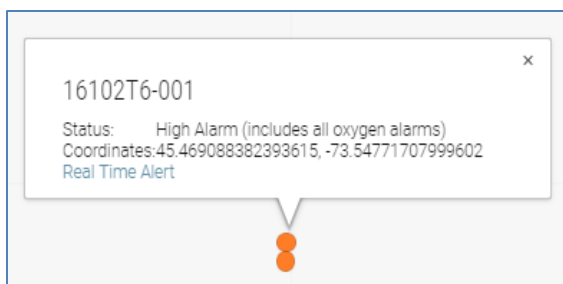 ×
16102T6-001
Status: High Alarm (includes all oxygen alarms)
Coordinates:45.469088382393615, -73.54771707999602
Real Time Alert